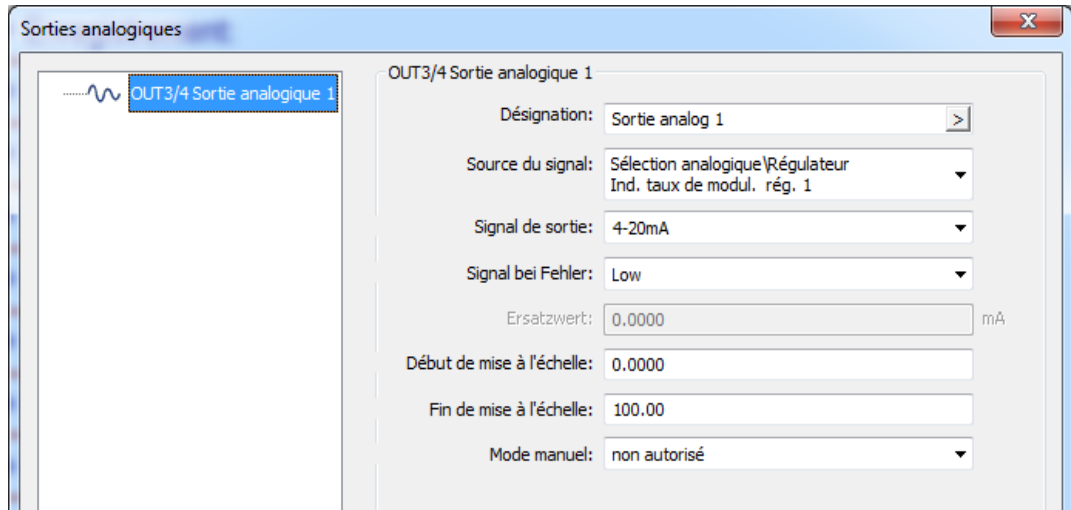 Sorties analogiques
OUT3/4 Sortie analogique 1
OUT3/4 Sortie analogique 1
Désignation: Sortie analog 1 >
Source du signal: Sélection analogique\Régulateur
Ind. taux de modul. rég. 1
Signal de sortie: 4-20mA
Signal bei Fehler: Low
Ersatzwert: 0.0000 mA
Début de mise à l'échelle: 0.0000
Fin de mise à l'échelle: 100.00
Mode manuel: non autorisé